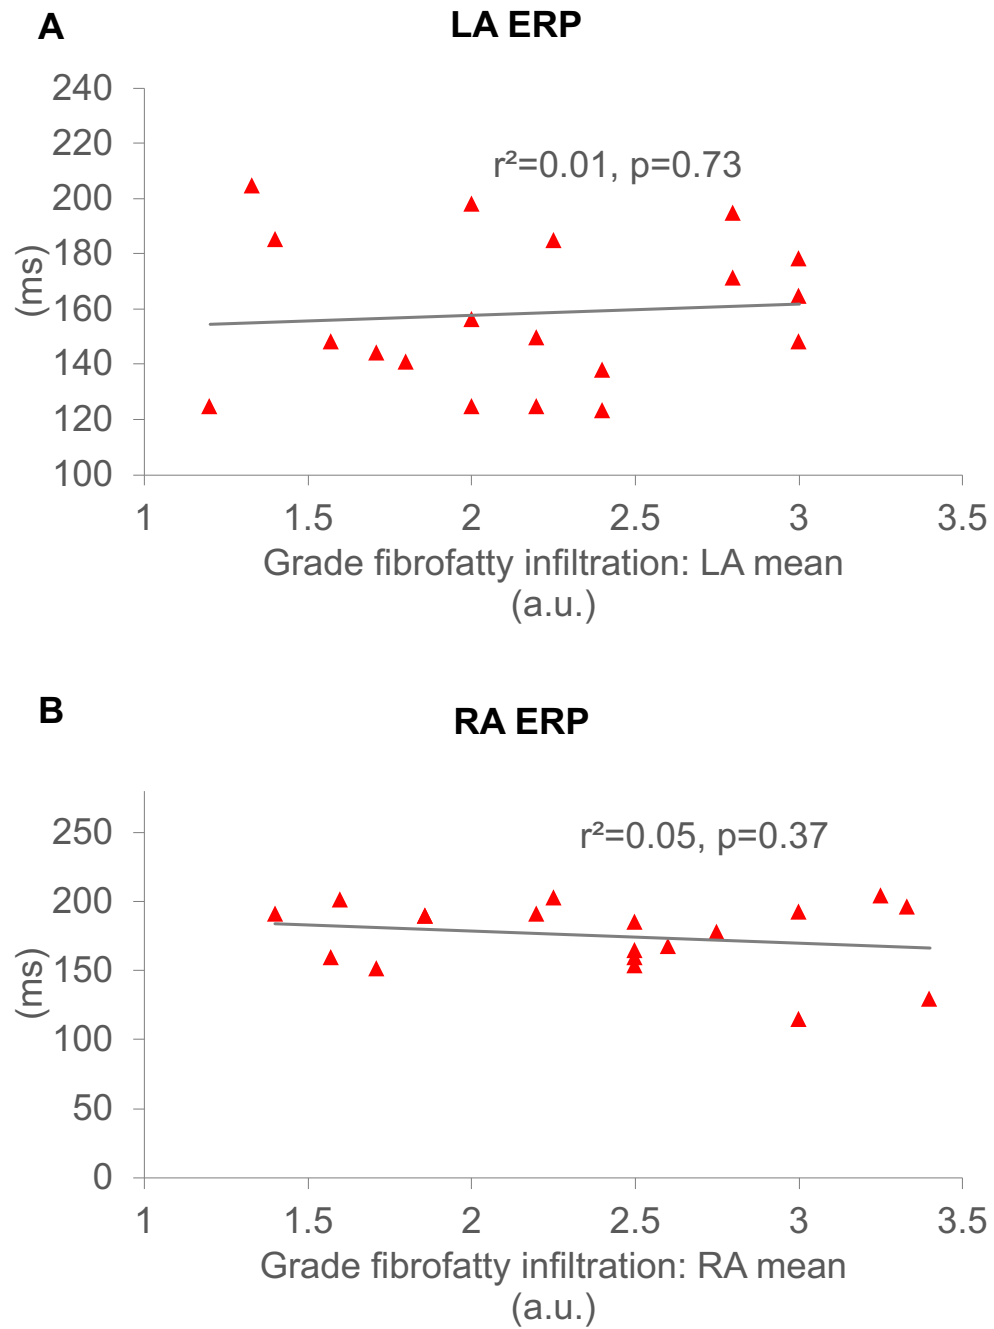 A
LA ERP
240
220
200
180
160
140
120
100
(ms)
r²=0.01, p=0.73
1 1.5 2 2.5 3 3.5
Grade fibrofatty infiltration: LA mean
(a.u.)
B
RA ERP
250
200
150
100
50
0
(ms)
r²=0.05, p=0.37
1 1.5 2 2.5 3 3.5
Grade fibrofatty infiltration: RA mean
(a.u.)